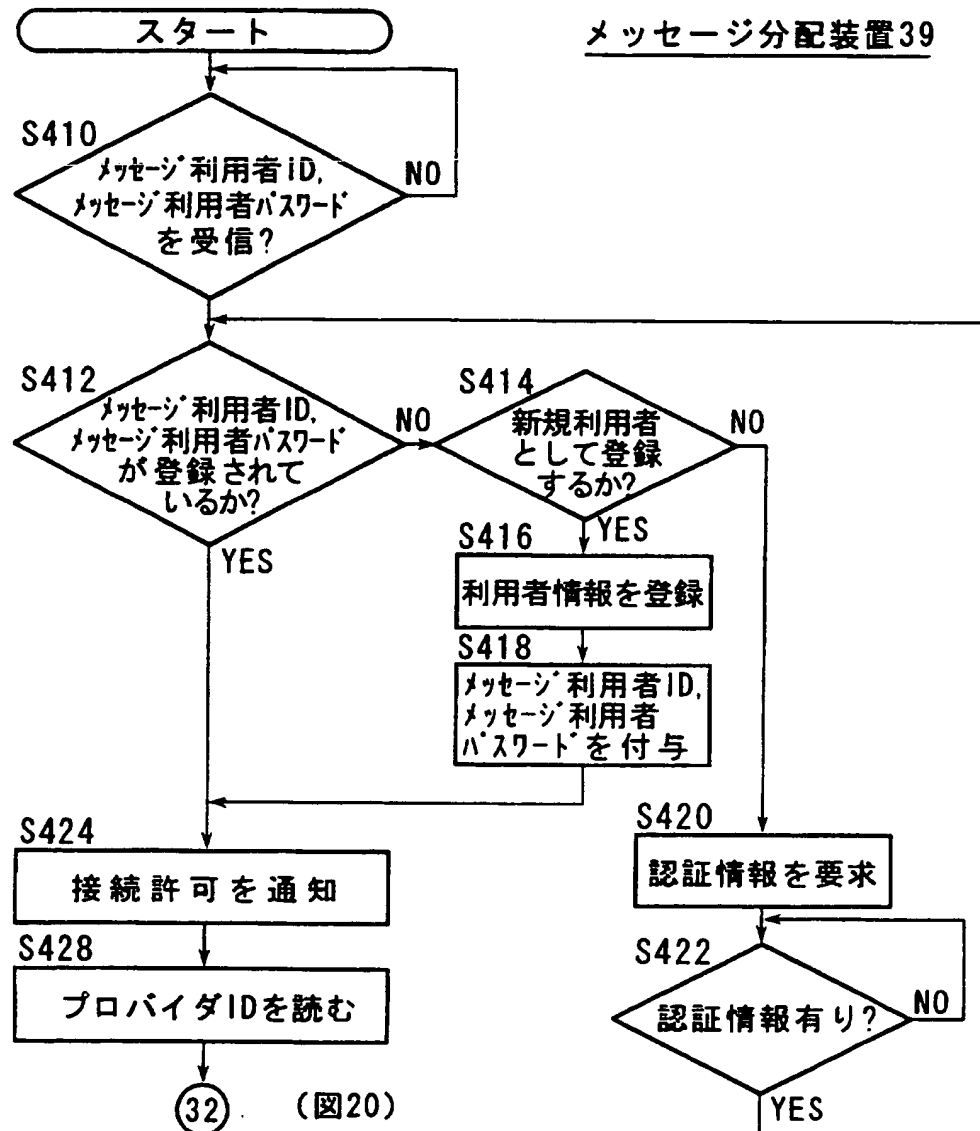 スタート
メッセージ分配装置39
S410
メッセージ利用者ID,
メッセージ利用者パスワード
を受信?
NO
S412
メッセージ利用者ID,
メッセージ利用者パスワード
が登録されて
いるか?
NO
YES
S414
新規利用者
として登録
するか?
NO
YES
S416
利用者情報を登録
S418
メッセージ利用者ID,
メッセージ利用者
パスワードを付与
S424
接続許可を通知
S428
プロバイダIDを読む
32
(図20)
S420
認証情報を要求
S422
認証情報有り?
NO
YES